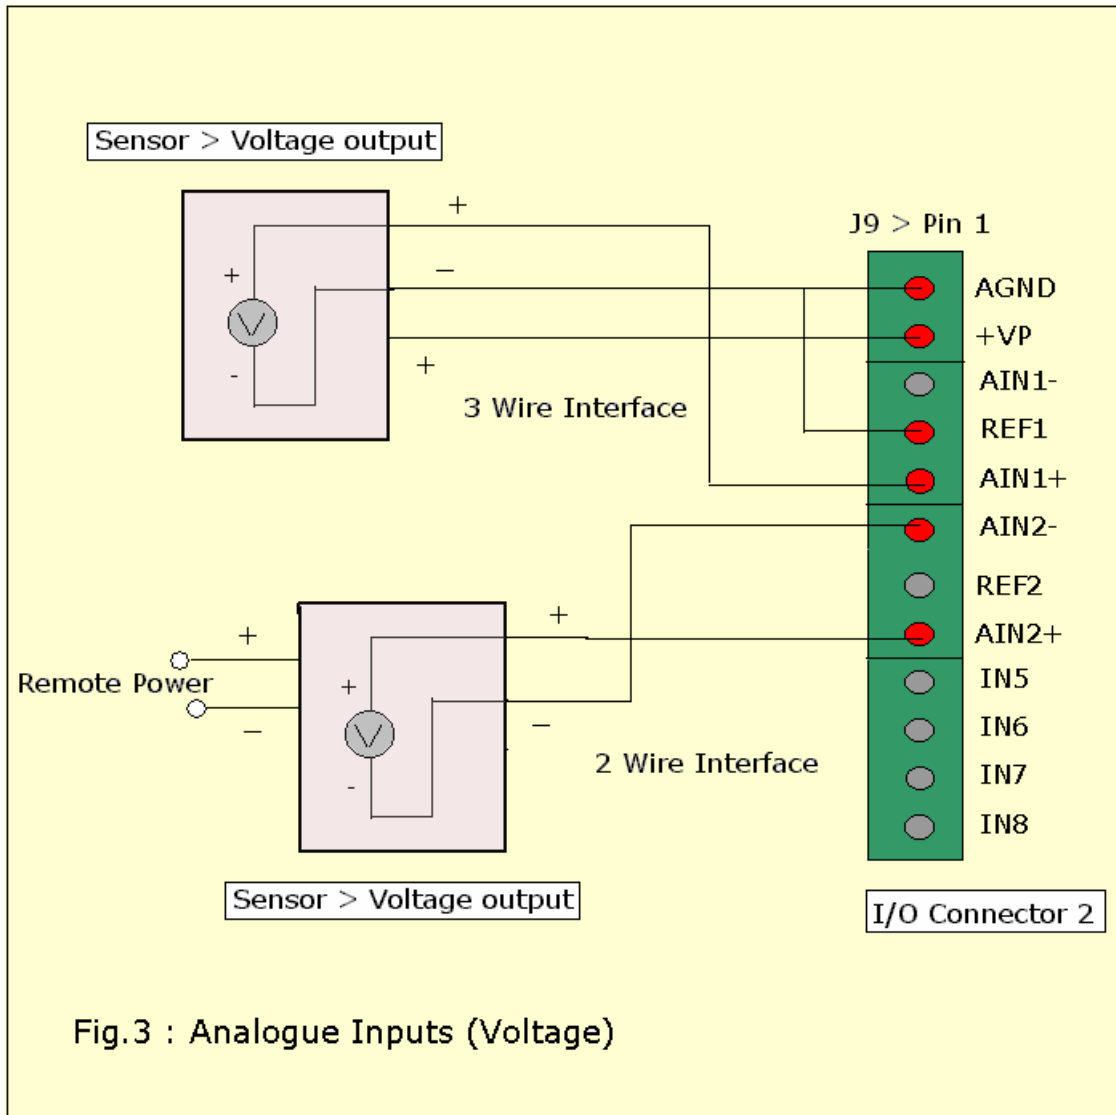 Sensor > Voltage output
+
J9 > Pin 1
−
+
AGND
+VP
-
+
AIN1-
3 Wire Interface
REF1
AIN1+
AIN2-
REF2
+
+
AIN2+
Remote Power
+
IN5
−
−
IN6
2 Wire Interface
IN7
-
IN8
Sensor > Voltage output
I/O Connector 2
Fig.3 : Analogue Inputs (Voltage)